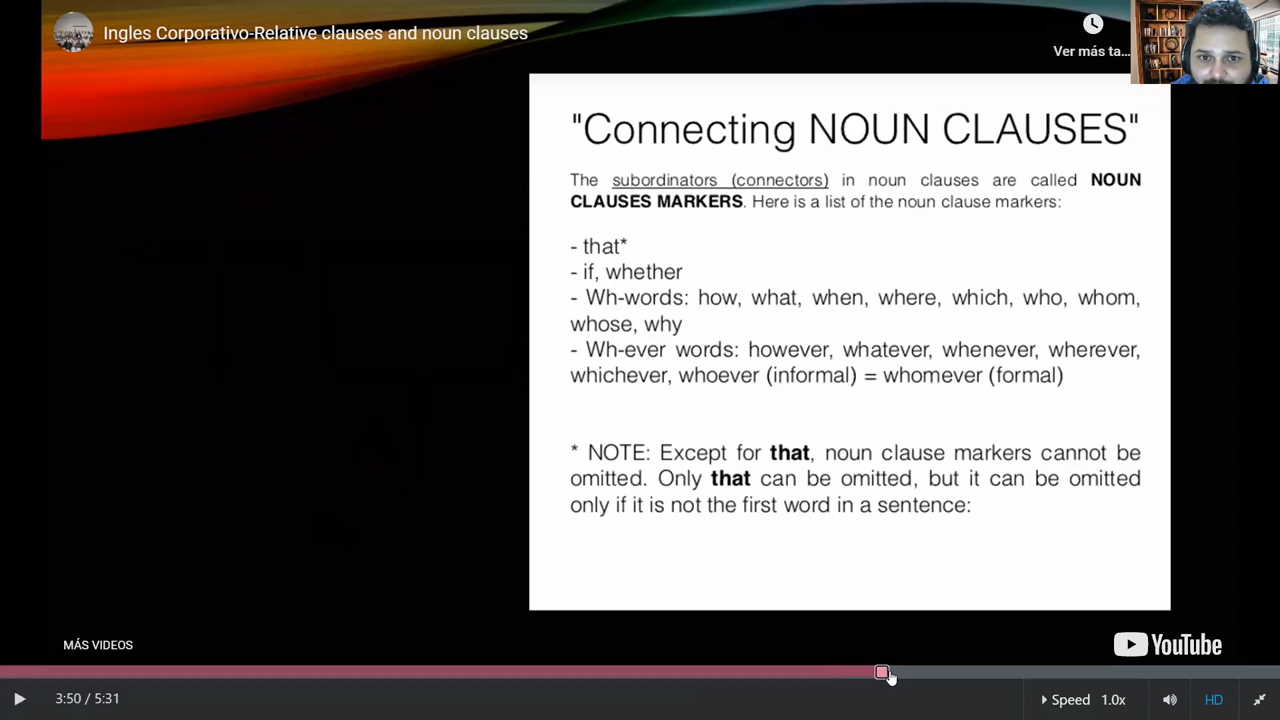 Ingles Corporativo-Relative clauses and noun clauses
Ver más ta...
"Connecting NOUN CLAUSES"
The subordinators (connectors) in noun clauses are called NOUN
CLAUSES MARKERS. Here is a list of the noun clause markers:
- that*
- if, whether
- Wh-words: how, what, when, where, which, who, whom,
whose, why
- Wh-ever words: however, whatever, whenever, wherever,
whichever, whoever (informal) = whomever (formal)
* NOTE: Except for that, noun clause markers cannot be
omitted. Only that can be omitted, but it can be omitted
only if it is not the first word in a sentence:
MÁS VIDEOS
YouTube
3:50 / 5:31
Speed 1.0x
HD